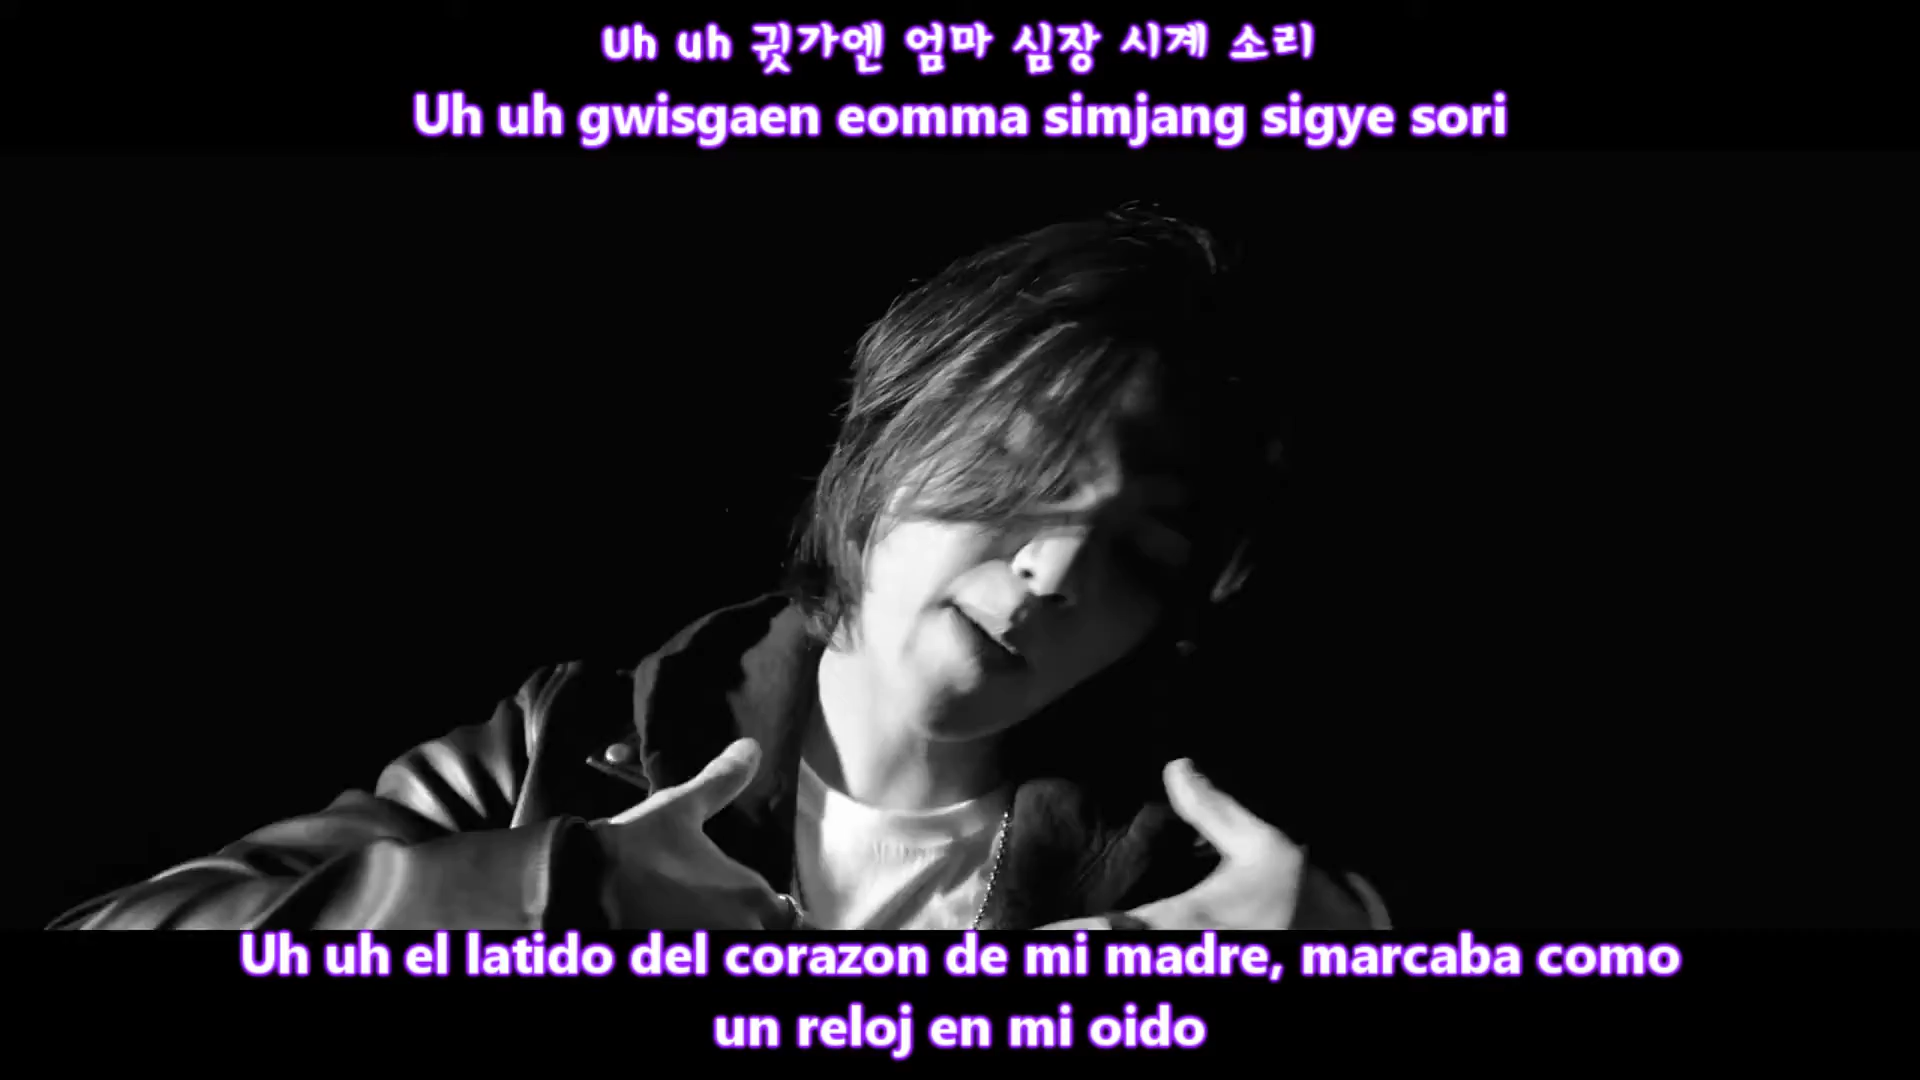 Uh uh 귓가엔 엄마 심장 시계 소리
Uh uh gwisgaen eomma simjang sigye sori
Uh uh el latido del corazon de mi madre, marcaba como
un reloj en mi oido